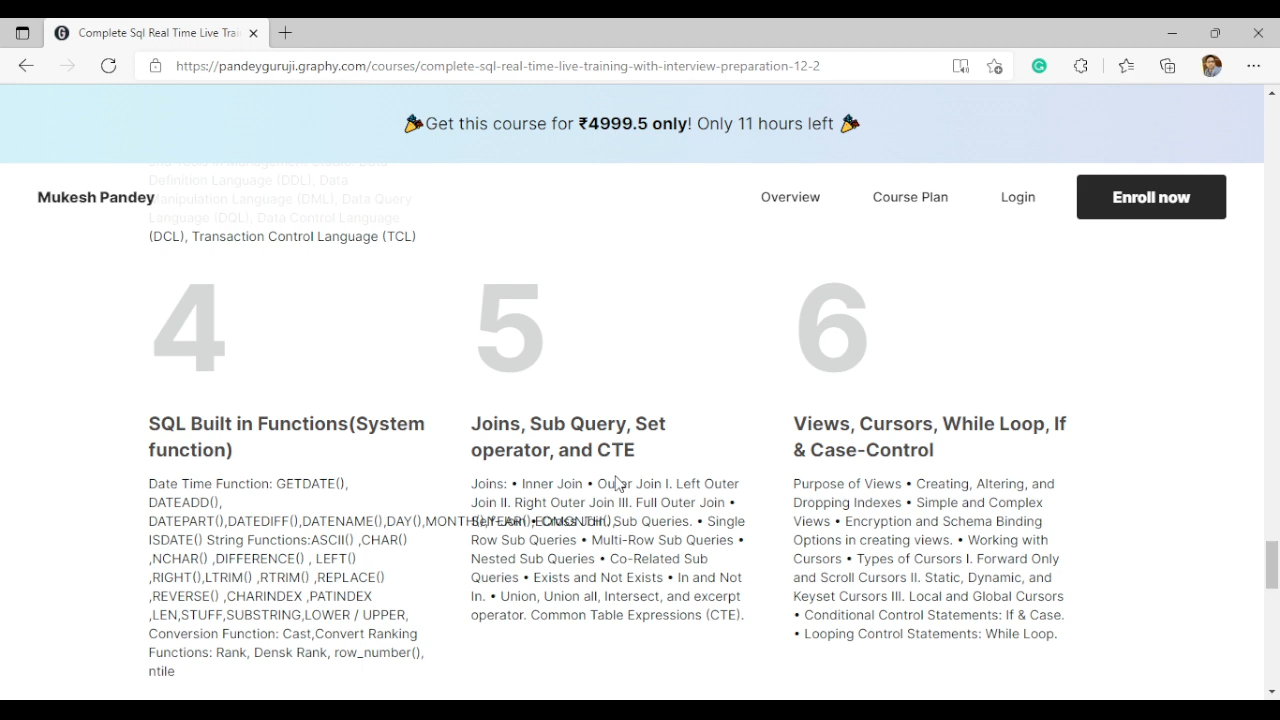 Complete Sql Real Time Live Trai
https://pandeyguruji.graphy.com/courses/complete-sql-real-time-live-training-with-interview-preparation-12-2
Get this course for ₹4999.5 only! Only 11 hours left
Mukesh Pandey
Overview
Course Plan
Login
Enroll now
Definition Language (DDL), Data
Manipulation Language (DML), Data Query
Language (DQL), Data Control Language
(DCL), Transaction Control Language (TCL)
4
SQL Built in Functions(System
function)
Date Time Function: GETDATE(),
DATEADD(),
DATEPART(),DATEDIFF(),DATENAME(),DAY(),MONTH(),YEAR(),EOMONTH(),
ISDATE() String Functions:ASCII() ,CHAR()
,NCHAR() ,DIFFERENCE() , LEFT()
,RIGHT(),LTRIM() ,RTRIM() ,REPLACE()
,REVERSE() ,CHARINDEX ,PATINDEX
,LEN,STUFF,SUBSTRING,LOWER / UPPER,
Conversion Function: Cast,Convert Ranking
Functions: Rank, Densk Rank, row_number(),
ntile
5
Joins, Sub Query, Set
operator, and CTE
Joins: • Inner Join • Outer Join I. Left Outer
Join II. Right Outer Join III. Full Outer Join •
Self-Join • Cross Join Sub Queries. • Single
Row Sub Queries • Multi-Row Sub Queries •
Nested Sub Queries • Co-Related Sub
Queries • Exists and Not Exists • In and Not
In. • Union, Union all, Intersect, and excerpt
operator. Common Table Expressions (CTE).
6
Views, Cursors, While Loop, If
& Case-Control
Purpose of Views • Creating, Altering, and
Dropping Indexes • Simple and Complex
Views • Encryption and Schema Binding
Options in creating views. • Working with
Cursors • Types of Cursors I. Forward Only
and Scroll Cursors II. Static, Dynamic, and
Keyset Cursors III. Local and Global Cursors
• Conditional Control Statements: If & Case.
• Looping Control Statements: While Loop.